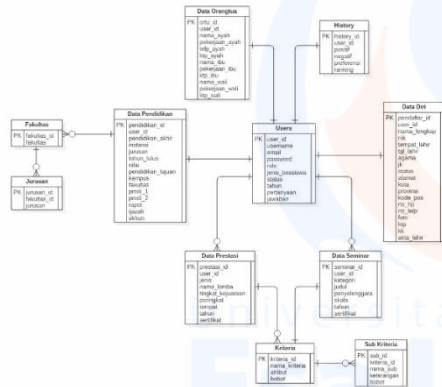 Data Orangtua
PK ortu_id
user_id
nama_ayah
pekerjaan_ayah
telp_ayah
ktp_ayah
nama_ibu
pekerjaan_ibu
ktp_ibu
nama_wali
pekerjaan_wali
ktp_wali
History
PK history_id
user_id
positif
negatif
preferensi
ranking
Fakultas
PK fakultas_id
fakultas
Jurusan
PK jurusan_id
fakultas_id
jurusan
Data Pendidikan
PK pendidikan_id
user_id
pendidikan_akhir
instansi
jurusan
tahun_lulus
nilai
pendidikan_tujuan
kampus
fakultas
prodi_1
prodi_2
rapot
ijazah
Users
PK user_id
username
email
password
role
jenis_beasiswa
status
tahun
pertanyaan
jawaban
Data Diri
PK pendaftar_id
user_id
nama_lengkap
nik
tempat_lahir
tgl_lahir
agama
jk
status
alamat
kota
provinsi
kode_pos
no_hp
no_telp
foto
ktp
kk
akta_lahir
Data Prestasi
PK prestasi_id
user_id
jenis
nama_lomba
tingkat_kejuaraan
peringkat
tempat
tahun
sertifikat
Data Seminar
PK seminar_id
user_id
kategori
judul
penyelenggara
skala
tahun
sertifikat
Kriteria
PK kriteria_id
nama_kriteria
atribut
bobot
Sub Kriteria
PK sub_id
kriteria_id
nama_sub
keterangan
bobot